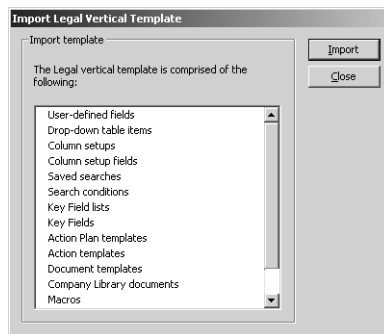 Import Legal Vertical Template
Import template
Import
Close
The Legal vertical template is comprised of the
following:
User-defined fields
Drop-down table items
Column setups
Column setup fields
Saved searches
Search conditions
Key Field lists
Key Fields
Action Plan templates
Action templates
Document templates
Company Library documents
Macros